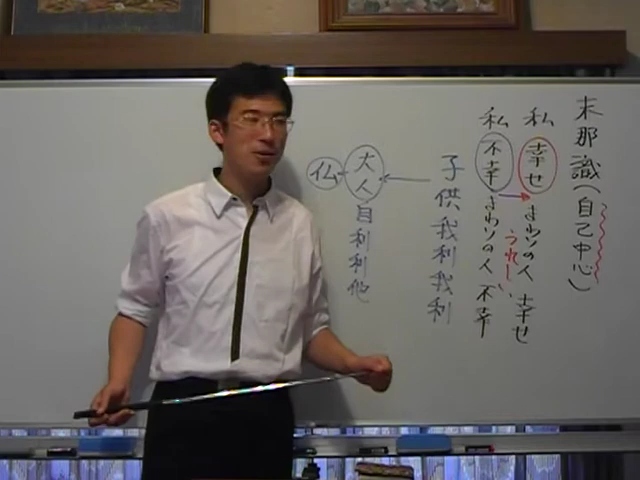 末那識(自己中心)
私 幸せ まわりの人 幸せ
うれしい
私 不幸 まわりの人 不幸
子供 我利我利
大人 自利利他
仏